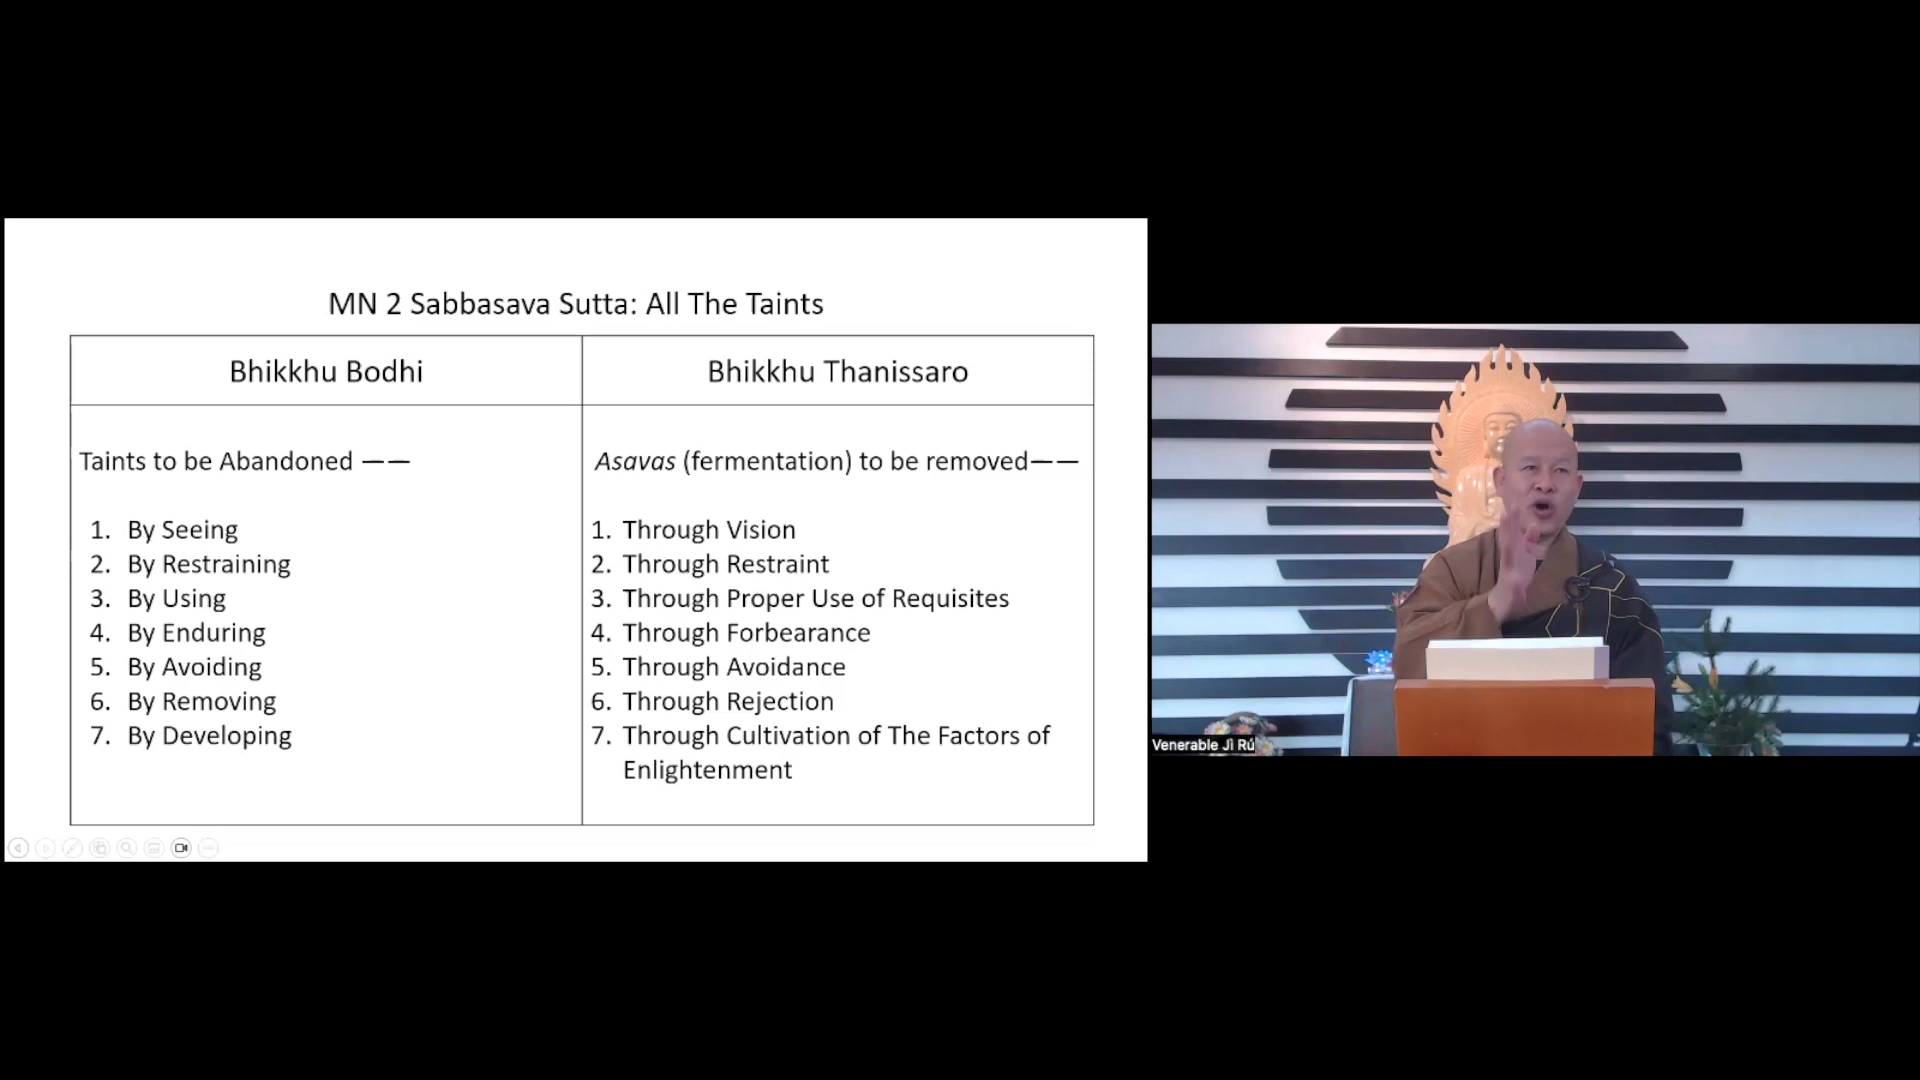 MN 2 Sabbasava Sutta: All The Taints
Bhikkhu Bodhi
Bhikkhu Thanissaro
Taints to be Abandoned ——
1. By Seeing
2. By Restraining
3. By Using
4. By Enduring
5. By Avoiding
6. By Removing
7. By Developing
Asavas (fermentation) to be removed——
1. Through Vision
2. Through Restraint
3. Through Proper Use of Requisites
4. Through Forbearance
5. Through Avoidance
6. Through Rejection
7. Through Cultivation of The Factors of
Enlightenment
Venerable Jì Rú